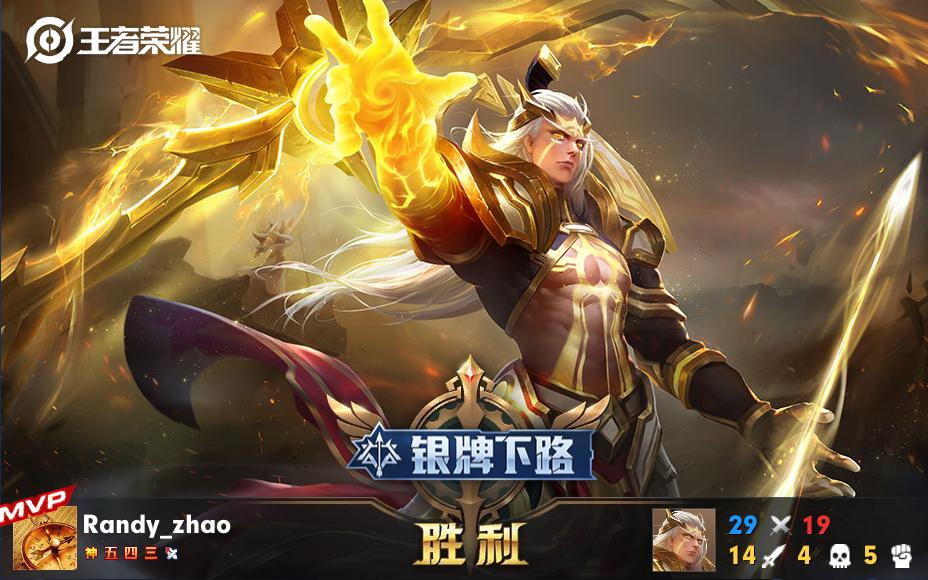 王者荣耀
银牌下路
MVP
Randy_zhao
神 五 四 三
胜利
29 19
14 4 5